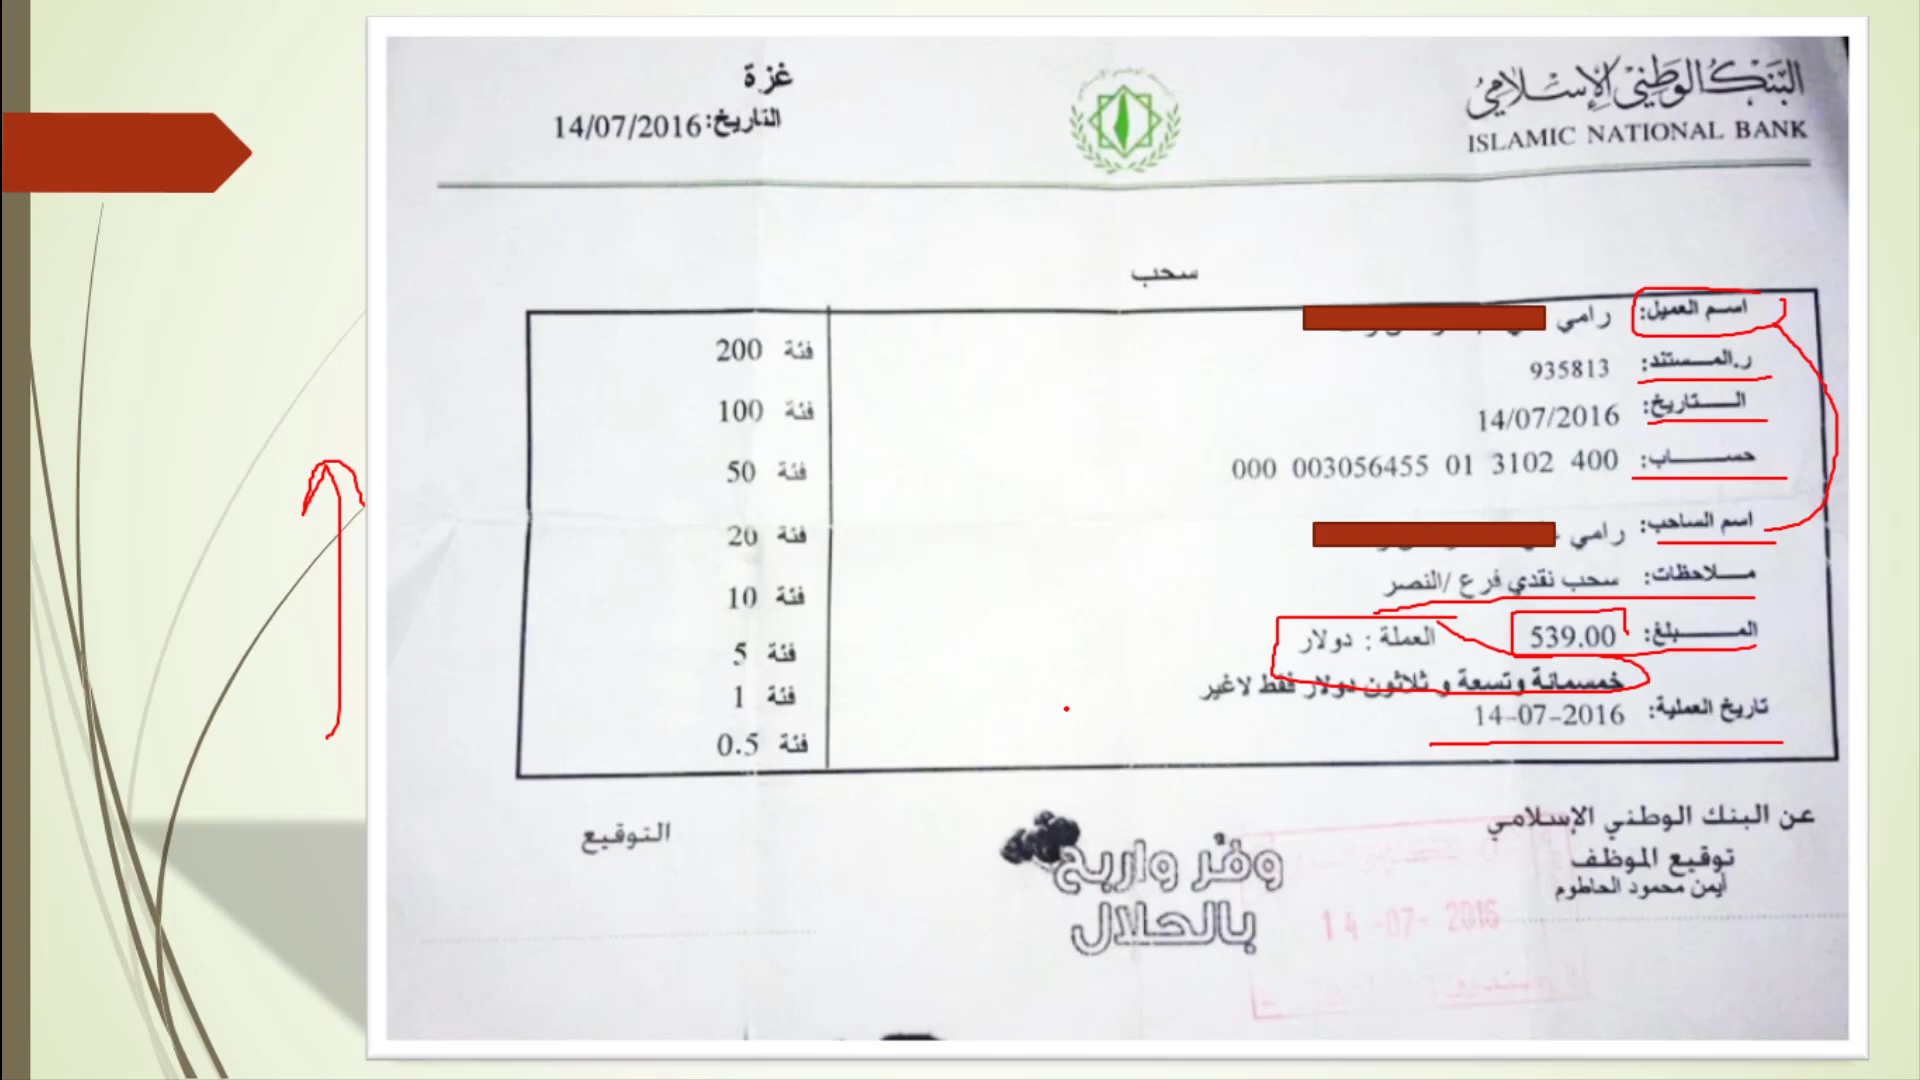 البنك الوطني الإسلامي
ISLAMIC NATIONAL BANK
غزة
التاريخ: 14/07/2016
سحب
اسم العميل: رامي
ر.المستند: 935813
التاريخ: 14/07/2016
حساب: 400 3102 01 003056455 000
اسم الساحب: رامي
ملاحظات: سحب نقدي فرع /النصر
المبلغ: 539.00 العملة : دولار
خمسمائة وتسعة و ثلاثون دولار فقط لاغير
تاريخ العملية: 14-07-2016
فئة 200
فئة 100
فئة 50
فئة 20
فئة 10
فئة 5
فئة 1
فئة 0.5
عن البنك الوطني الإسلامي
توقيع الموظف
أيمن محمود الحاطوم
وفر واربح
بالحلال
التوقيع
14-07-2016